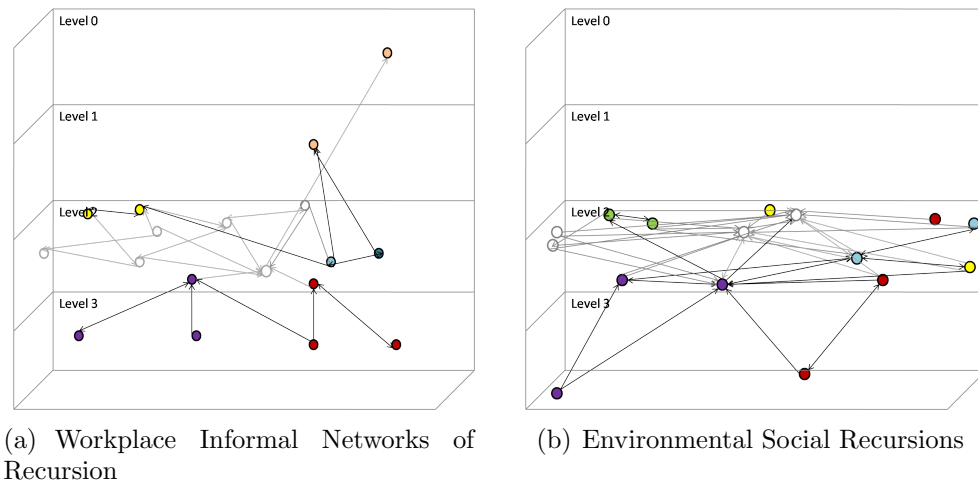 Level 0
Level 1
Level 2
Level 3
(a) Workplace Informal Networks of
Recursion
Level 0
Level 1
Level 2
Level 3
(b) Environmental Social Recursions